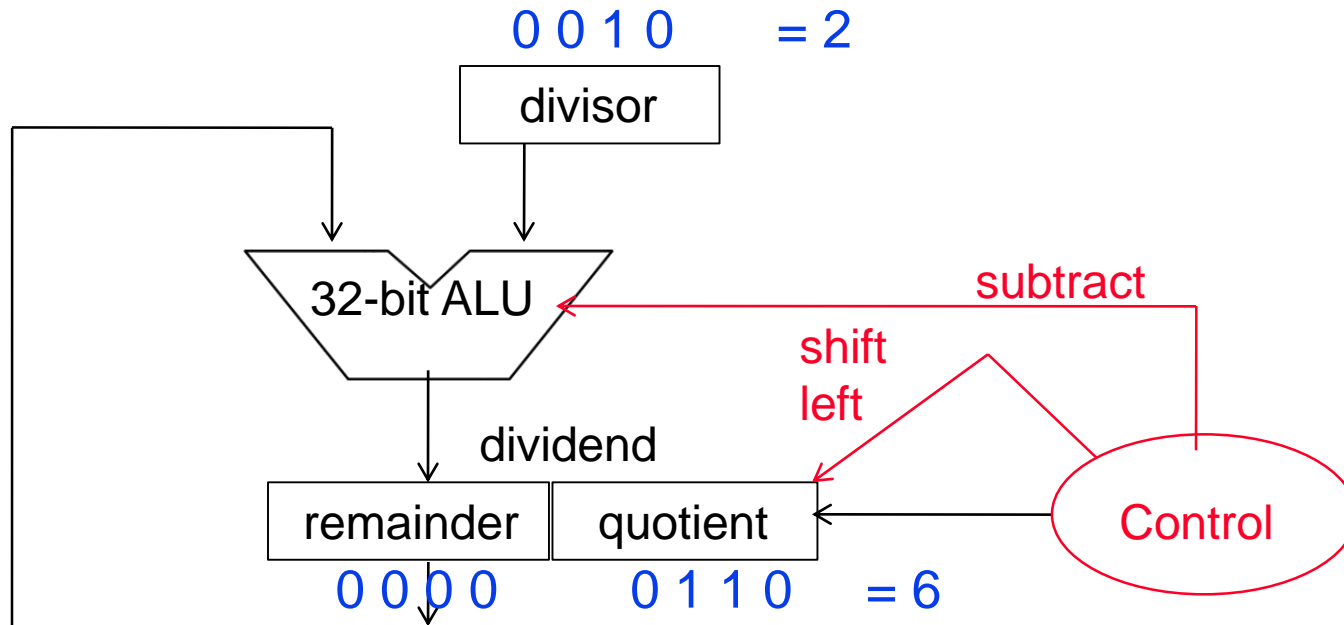 0 0 1 0 = 2
divisor
32-bit ALU
subtract
shift
left
dividend
remainder quotient
Control
0 0 0 0 0 1 1 0 = 6